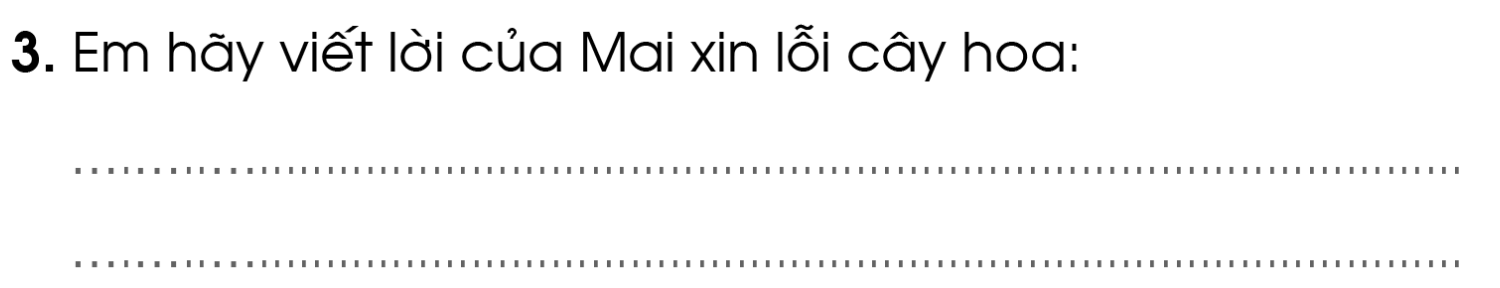 3. Em hãy viết lời của Mai xin lỗi cây hoa: